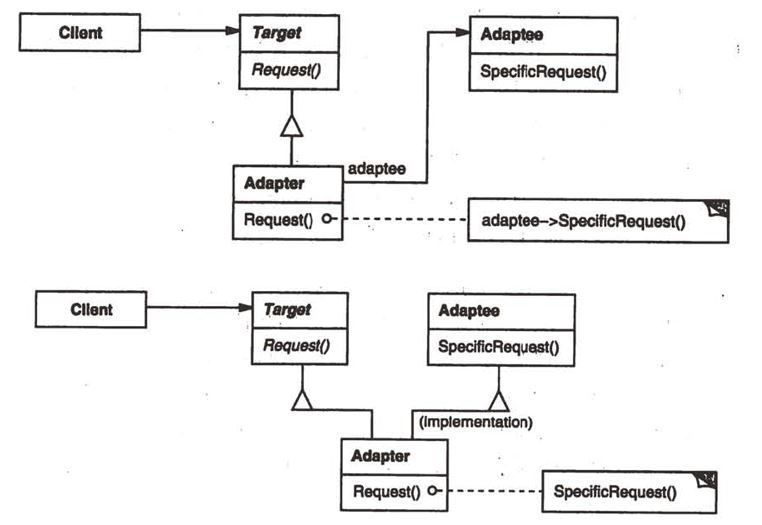 Client
Target
Request()
Adaptee
SpecificRequest()
adaptee
Adapter
Request()
adaptee->SpecificRequest()
Client
Target
Request()
Adaptee
SpecificRequest()
(implementation)
Adapter
Request()
SpecificRequest()